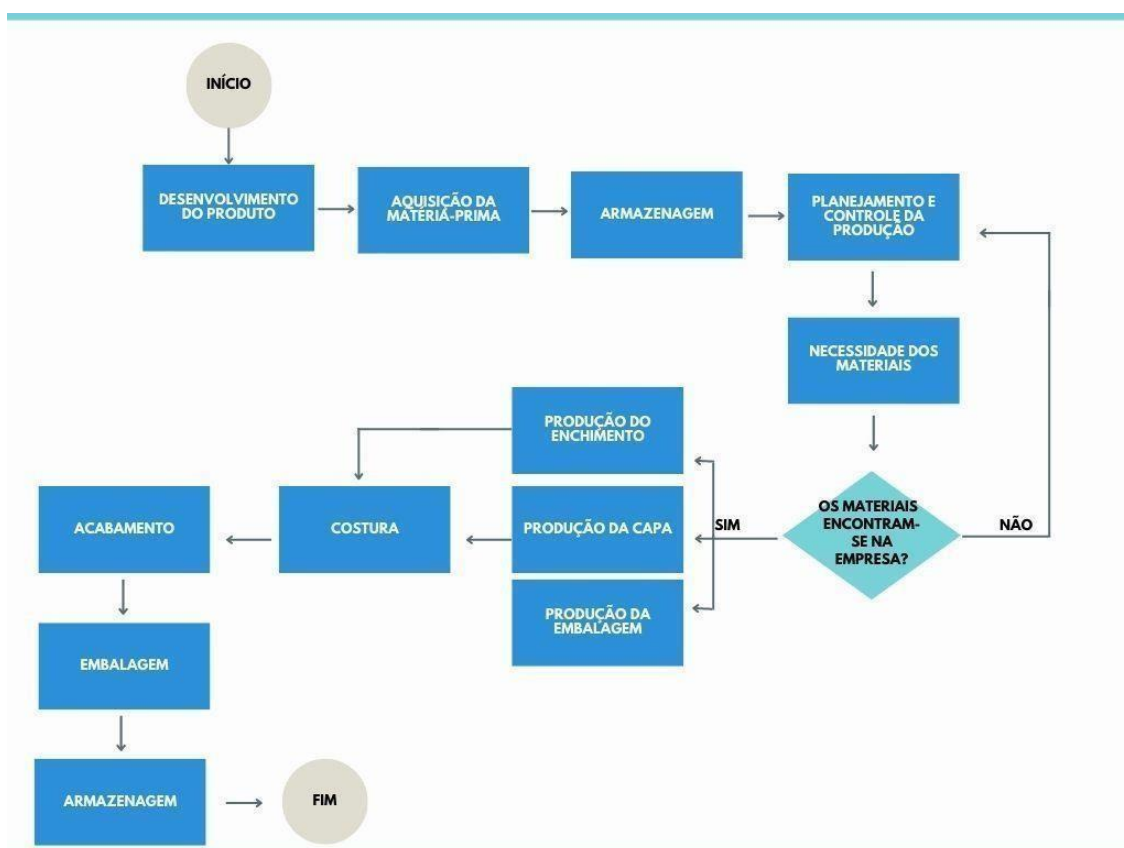 INÍCIO
DESENVOLVIMENTO
DO PRODUTO
AQUISIÇÃO DA
MATERIÁ-PRIMA
ARMAZENAGEM
PLANEJAMENTO E
CONTROLE DA
PRODUÇÃO
NECESSIDADE DOS
MATERIAIS
OS MATERIAIS
ENCONTRAM-
SE NA
EMPRESA?
NÃO
SIM
PRODUÇÃO DO
ENCHIMENTO
PRODUÇÃO DA CAPA
PRODUÇÃO DA
EMBALAGEM
COSTURA
ACABAMENTO
EMBALAGEM
ARMAZENAGEM
FIM